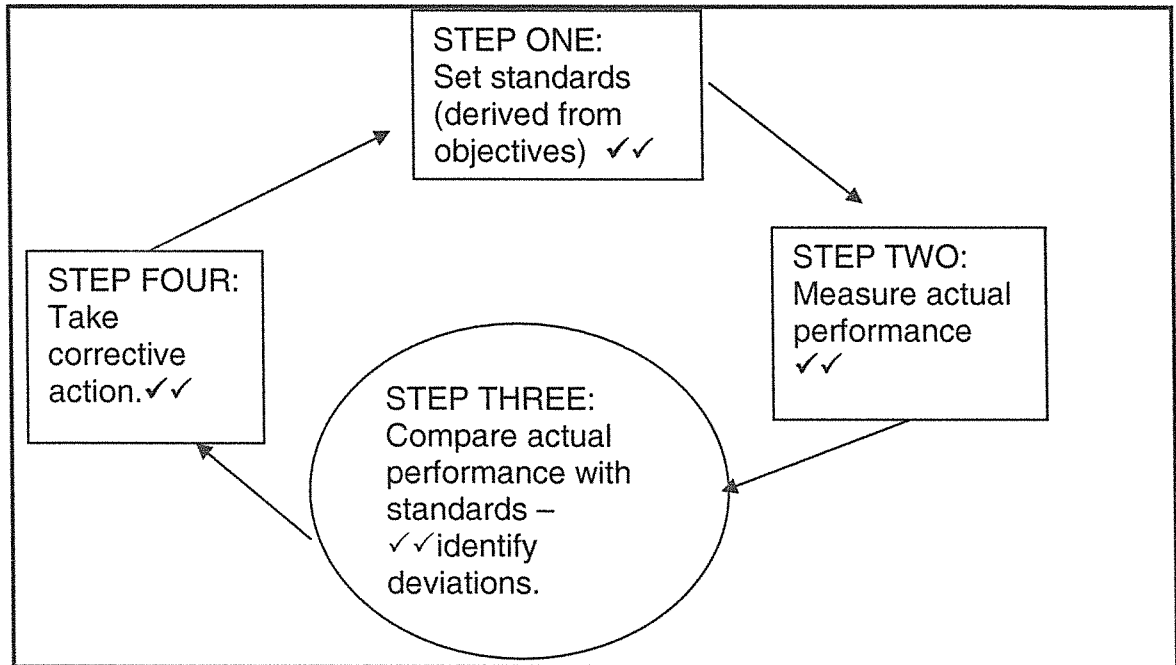 STEP ONE:
Set standards
(derived from
objectives) ✓✓
STEP TWO:
Measure actual
performance
✓✓
STEP THREE:
Compare actual
performance with
standards –
✓✓identify
deviations.
STEP FOUR:
Take
corrective
action.✓✓